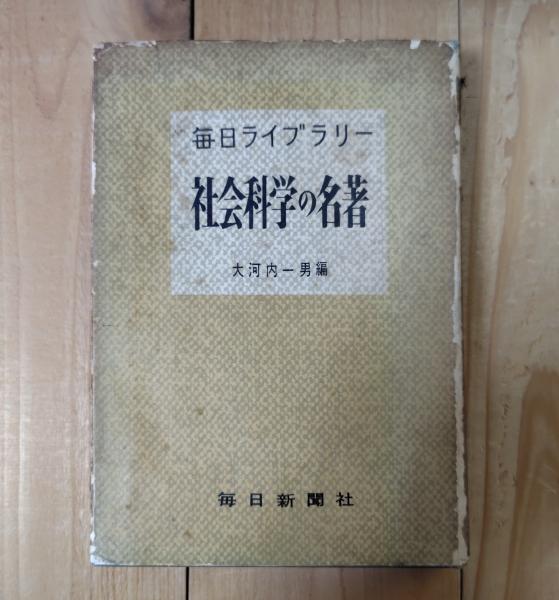 毎日ライブラリー
社会科学の名著
大河内一男編
毎日新聞社